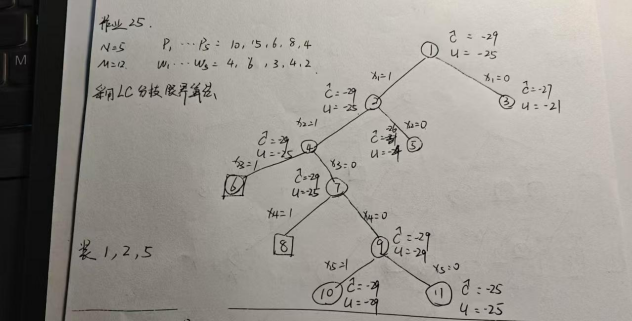 作业25.
N=5 P₁ ⋯ P₅ : 10, 15, 6, 8, 4
M=12. W₁ ⋯ W₅ = 4, 6, 3, 4, 2.
采用LC分枝限界算法
1 ĉ = -29
u = -25
x₁=1 x₁=0
2 ĉ = -29
u = -25
3 ĉ = -27
u = -21
x₂=1 x₂=0
4 ĉ = -29
u = -25
5 ĉ = -26
x₃=1 x₃=0
6
7 ĉ = -29
u = -25
x₄=1 x₄=0
8
9 ĉ = -29
u = -29
装 1, 2, 5
x₅=1 x₅=0
10 ĉ = -29
u = -29
11 ĉ = -25
u = -25